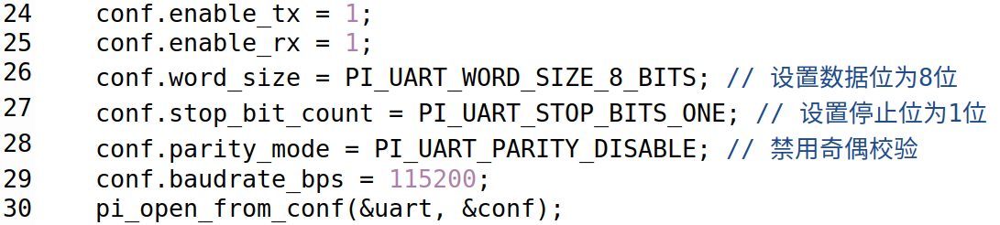 24    conf.enable_tx = 1;
25    conf.enable_rx = 1;
26    conf.word_size = PI_UART_WORD_SIZE_8_BITS; // 设置数据位为8位
27    conf.stop_bit_count = PI_UART_STOP_BITS_ONE; // 设置停止位为1位
28    conf.parity_mode = PI_UART_PARITY_DISABLE; // 禁用奇偶校验
29    conf.baudrate_bps = 115200;
30    pi_open_from_conf(&uart, &conf);